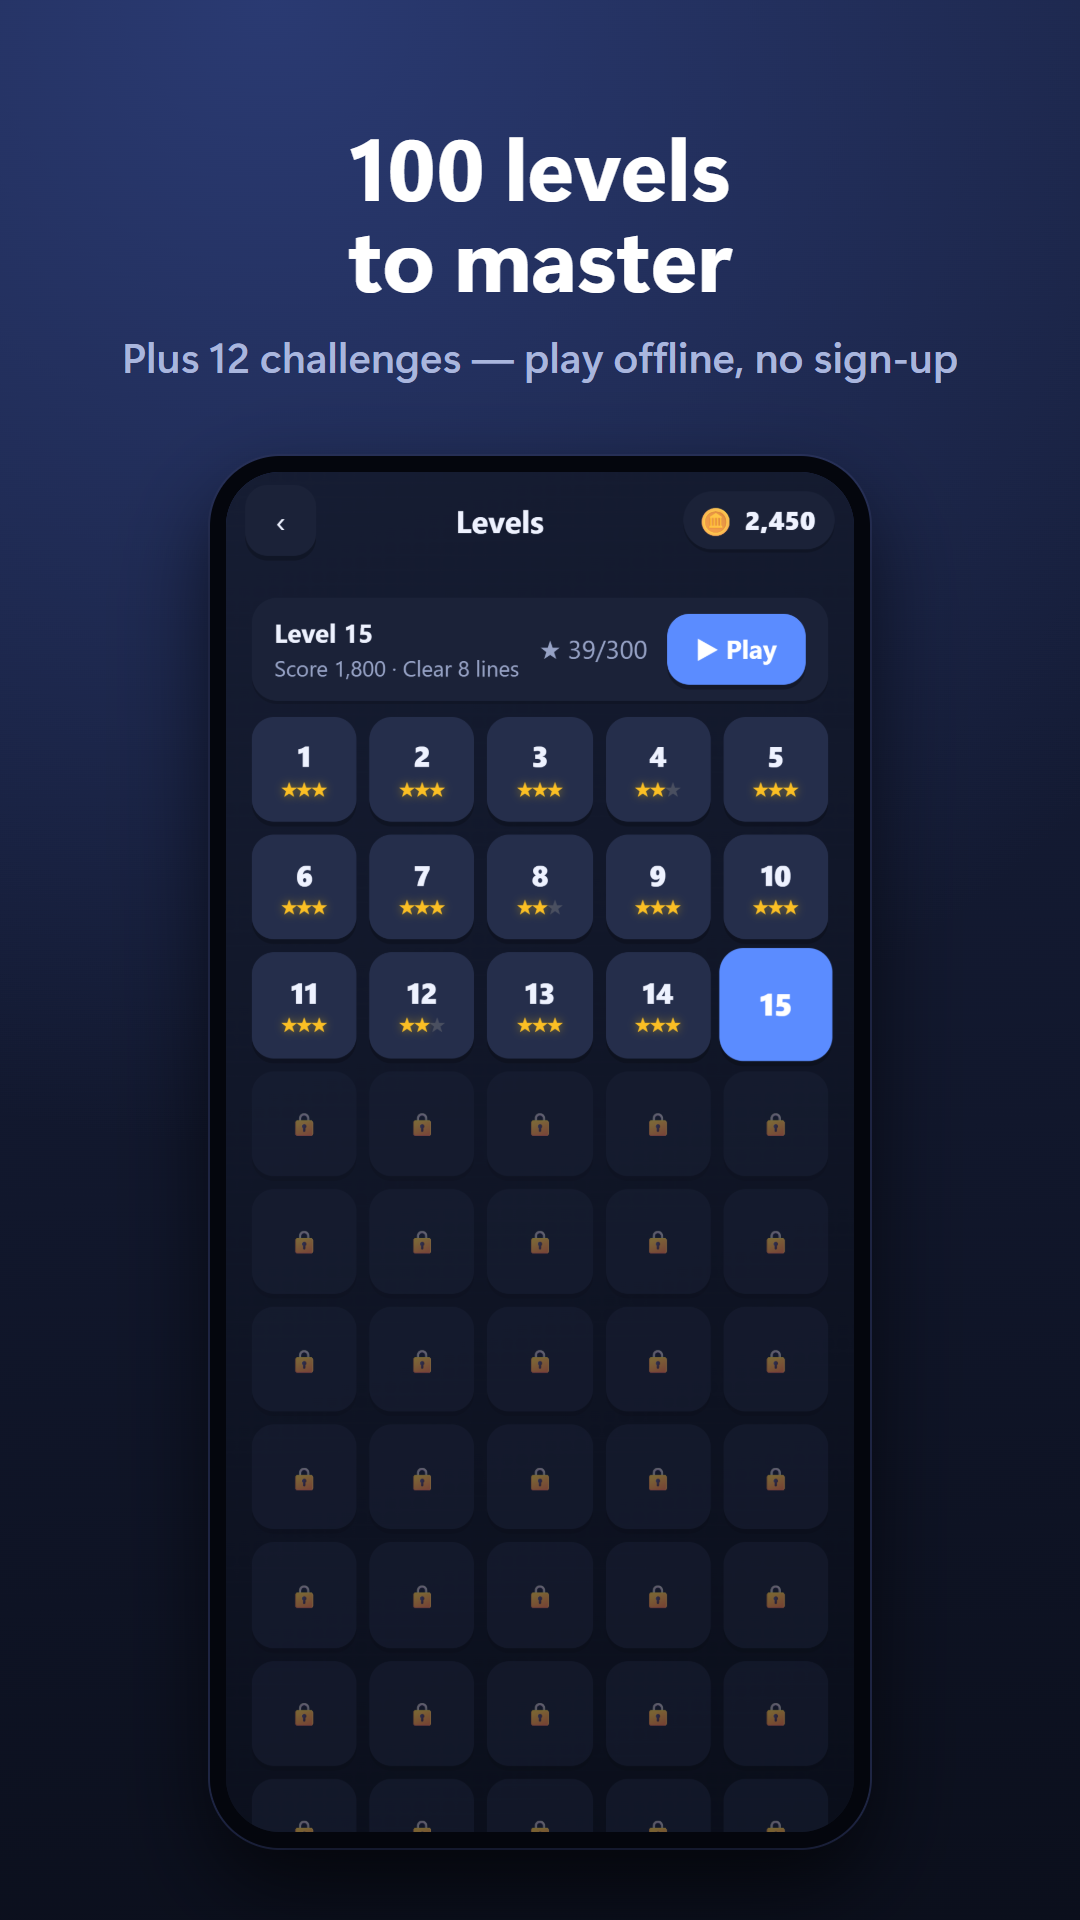 100 levels
to master
Plus 12 challenges — play offline, no sign-up
‹ Levels 2,450
Level 15
Score 1,800 · Clear 8 lines
★ 39/300
▶ Play
1 2 3 4 5
★★★ ★★★ ★★★ ★★★ ★★★
6 7 8 9 10
★★★ ★★★ ★★★ ★★★ ★★★
11 12 13 14 15
★★★ ★★★ ★★★ ★★★